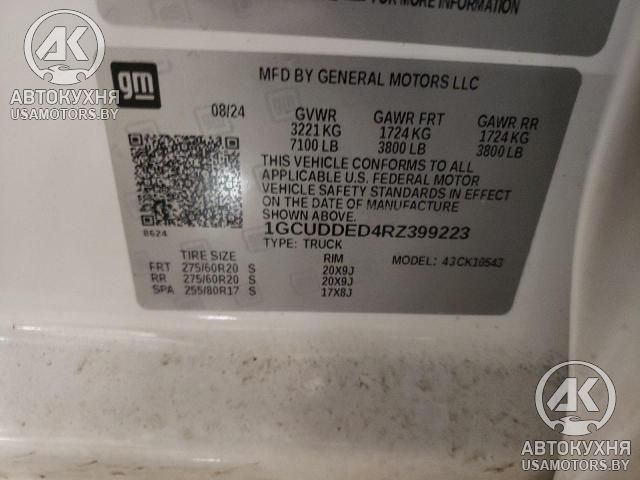 FOR MORE INFORMATION
АВТОКУХНЯ
USAMOTORS.BY
gm
MFD BY GENERAL MOTORS LLC
08/24 GVWR GAWR FRT GAWR RR
3221 KG 1724 KG 1724 KG
7100 LB 3800 LB 3800 LB
THIS VEHICLE CONFORMS TO ALL
APPLICABLE U.S. FEDERAL MOTOR
VEHICLE SAFETY STANDARDS IN EFFECT
ON THE DATE OF MANUFACTURE
SHOWN ABOVE.
8624
1GCUDDED4RZ399223
TYPE: TRUCK
MODEL: 43CK10543
TIRE SIZE RIM
FRT 275/60R20 S 20X9J
RR 275/60R20 S 20X9J
SPA 255/80R17 S 17X8J
АВТОКУХНЯ
USAMOTORS.BY